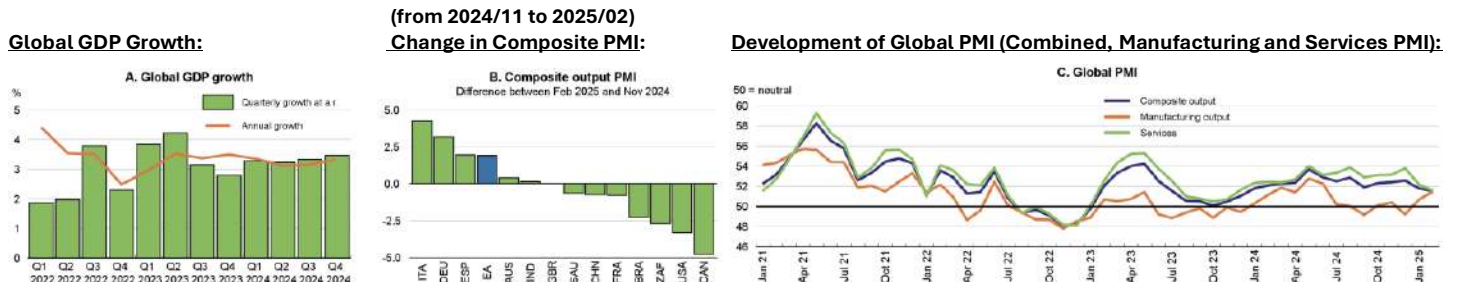 (from 2024/11 to 2025/02)
Global GDP Growth:
Change in Composite PMI:
Development of Global PMI (Combined, Manufacturing and Services PMI):
A. Global GDP growth
%
Quarterly growth at a.r.
Annual growth
5
4
3
2
1
0
Q1 Q2 Q3 Q4 Q1 Q2 Q3 Q4 Q1 Q2 Q3 Q4
2022 2022 2022 2022 2023 2023 2023 2023 2024 2024 2024 2024
B. Composite output PMI
Difference between Feb 2025 and Nov 2024
5.0
2.5
0.0
-2.5
-5.0
ITA DEU ESP EA AUS IND GBR SAU CHN FRA BRA ZAF USA CAN
C. Global PMI
50 = neutral
Composite output
Manufacturing output
Services
60
58
56
54
52
50
48
46
Jan 21 Apr 21 Jul 21 Oct 21 Jan 22 Apr 22 Jul 22 Oct 22 Jan 23 Apr 23 Jul 23 Oct 23 Jan 24 Apr 24 Jul 24 Oct 24 Jan 25